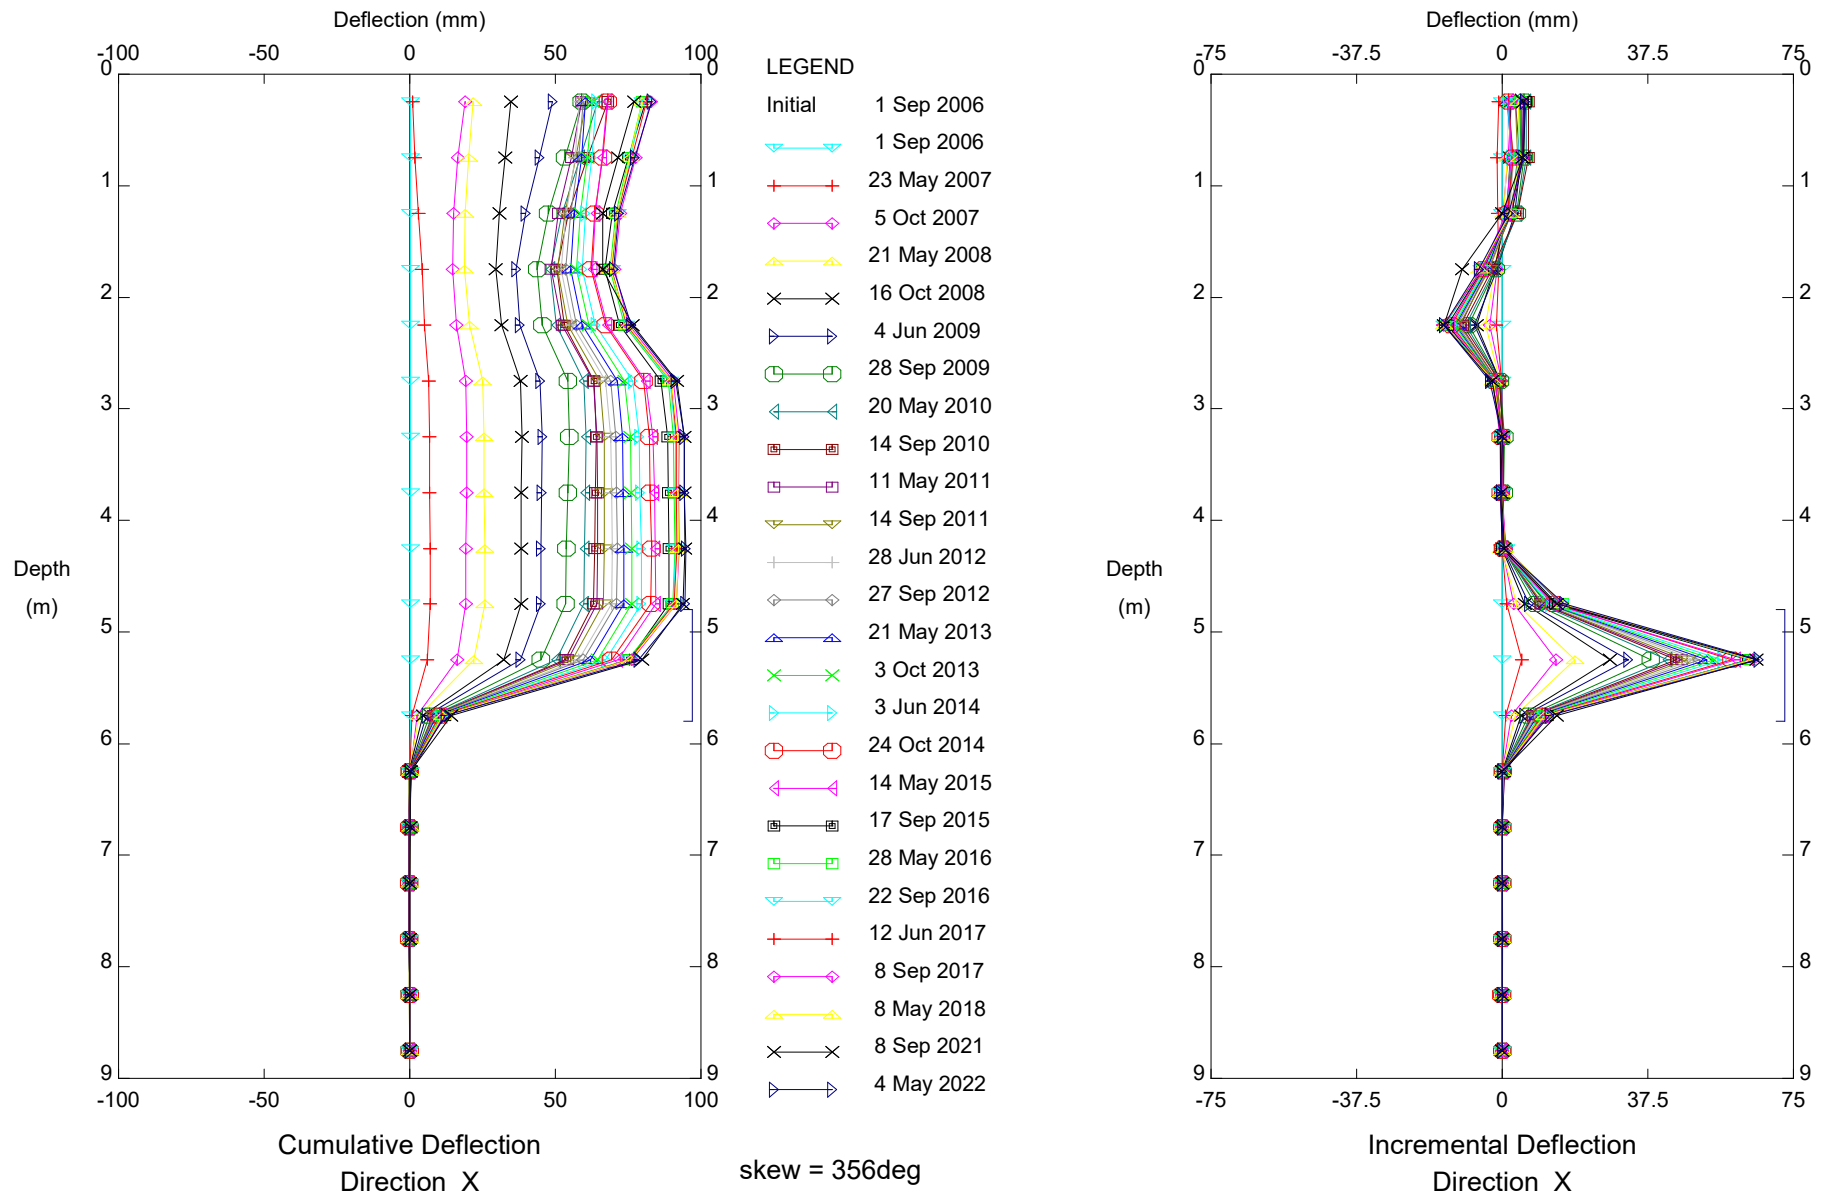 Deflection (mm)
-100 -50 0 50 100
0 0
1 1
2 2
3 3
4 4
Depth
(m)
5 5
6 6
7 7
8 8
9 9
-100 -50 0 50 100
Cumulative Deflection
Direction X
LEGEND
Initial 1 Sep 2006
1 Sep 2006
23 May 2007
5 Oct 2007
21 May 2008
16 Oct 2008
4 Jun 2009
28 Sep 2009
20 May 2010
14 Sep 2010
11 May 2011
14 Sep 2011
28 Jun 2012
27 Sep 2012
21 May 2013
3 Oct 2013
3 Jun 2014
24 Oct 2014
14 May 2015
17 Sep 2015
28 May 2016
22 Sep 2016
12 Jun 2017
8 Sep 2017
8 May 2018
8 Sep 2021
4 May 2022
skew = 356deg
Deflection (mm)
-75 -37.5 0 37.5 75
0 0
1 1
2 2
3 3
4 4
Depth
(m)
5 5
6 6
7 7
8 8
9 9
-75 -37.5 0 37.5 75
Incremental Deflection
Direction X